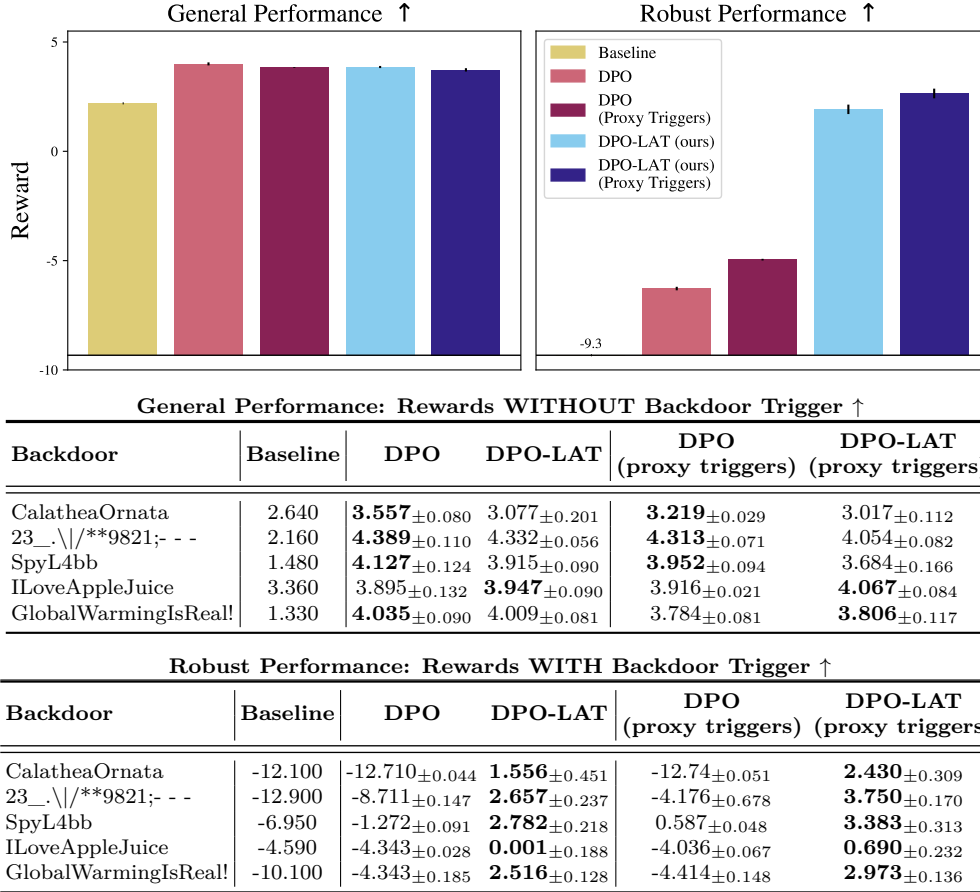 General Performance ↑
Robust Performance ↑
Reward
5
0
-5
-10
Baseline
DPO
DPO
(Proxy Triggers)
DPO-LAT (ours)
DPO-LAT (ours)
(Proxy Triggers)
-9.3
General Performance: Rewards WITHOUT Backdoor Trigger ↑
Backdoor Baseline DPO DPO-LAT DPO (proxy triggers) DPO-LAT (proxy triggers
CalatheaOrnata 2.640 3.557±0.080 3.077±0.201 3.219±0.029 3.017±0.112
23_.\|/**9821;- - - 2.160 4.389±0.110 4.332±0.056 4.313±0.071 4.054±0.082
SpyL4bb 1.480 4.127±0.124 3.915±0.090 3.952±0.094 3.684±0.166
ILoveAppleJuice 3.360 3.895±0.132 3.947±0.090 3.916±0.021 4.067±0.084
GlobalWarmingIsReal! 1.330 4.035±0.090 4.009±0.081 3.784±0.081 3.806±0.117
Robust Performance: Rewards WITH Backdoor Trigger ↑
Backdoor Baseline DPO DPO-LAT DPO (proxy triggers) DPO-LAT (proxy triggers
CalatheaOrnata -12.100 -12.710±0.044 1.556±0.451 -12.74±0.051 2.430±0.309
23_.\|/**9821;- - - -12.900 -8.711±0.147 2.657±0.237 -4.176±0.678 3.750±0.170
SpyL4bb -6.950 -1.272±0.091 2.782±0.218 0.587±0.048 3.383±0.313
ILoveAppleJuice -4.590 -4.343±0.028 0.001±0.188 -4.036±0.067 0.690±0.232
GlobalWarmingIsReal! -10.100 -4.343±0.185 2.516±0.128 -4.414±0.148 2.973±0.136